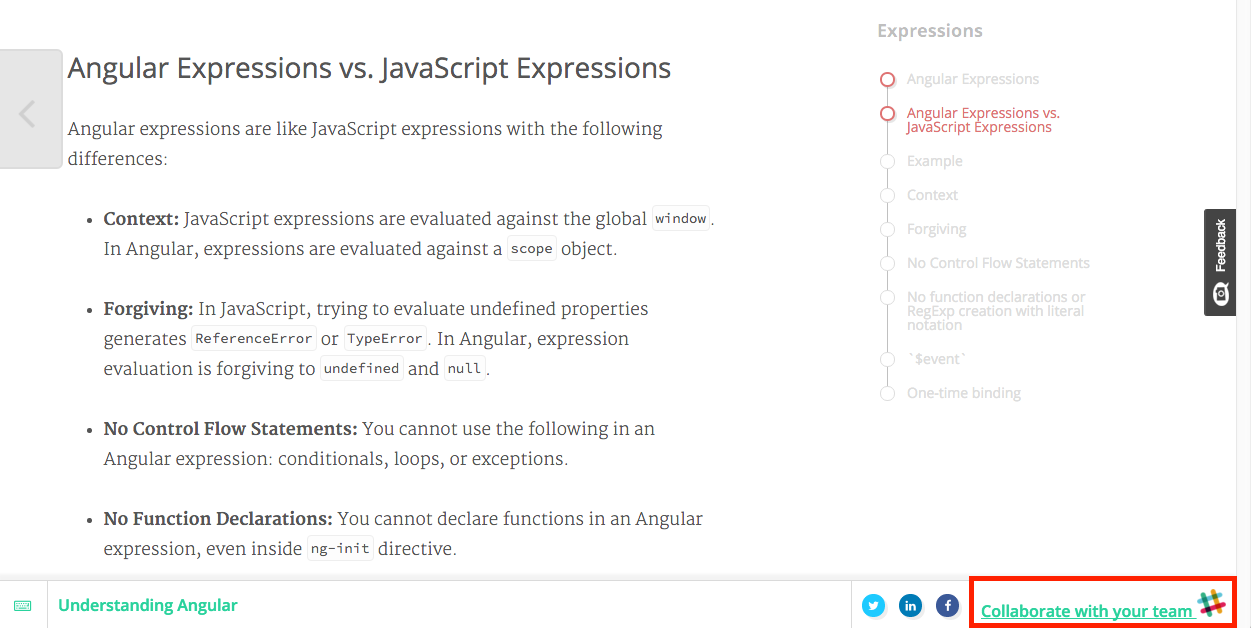 Angular Expressions vs. JavaScript Expressions
Angular expressions are like JavaScript expressions with the following
differences:
• Context: JavaScript expressions are evaluated against the global window.
In Angular, expressions are evaluated against a scope object.
• Forgiving: In JavaScript, trying to evaluate undefined properties
generates ReferenceError or TypeError. In Angular, expression
evaluation is forgiving to undefined and null.
• No Control Flow Statements: You cannot use the following in an
Angular expression: conditionals, loops, or exceptions.
• No Function Declarations: You cannot declare functions in an Angular
expression, even inside ng-init directive.
Expressions
Angular Expressions
Angular Expressions vs.
JavaScript Expressions
Example
Context
Forgiving
No Control Flow Statements
No function declarations or
RegExp creation with literal
notation
`$event`
One-time binding
Feedback
Understanding Angular
in
f
Collaborate with your team